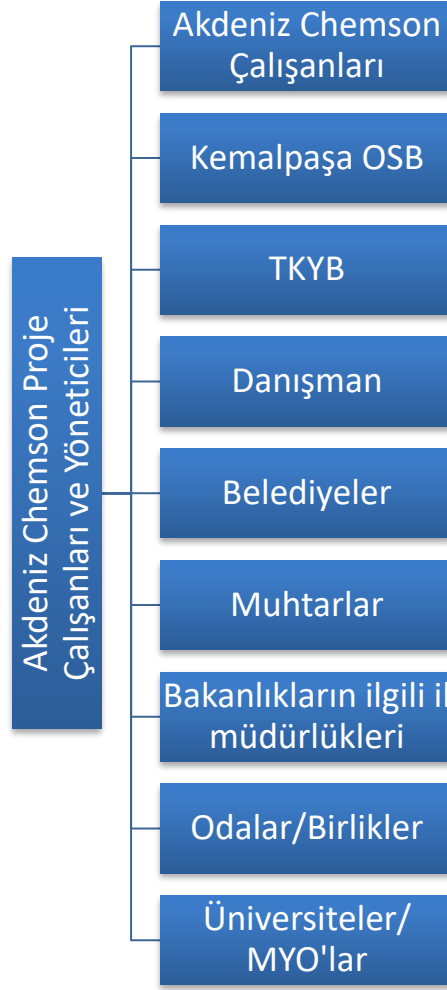 Akdeniz Chemson Proje
Çalışanları ve Yöneticileri
Akdeniz Chemson
Çalışanları
Kemalpaşa OSB
TKYB
Danışman
Belediyeler
Muhtarlar
Bakanlıkların ilgili il
müdürlükleri
Odalar/Birlikler
Üniversiteler/
MYO'lar